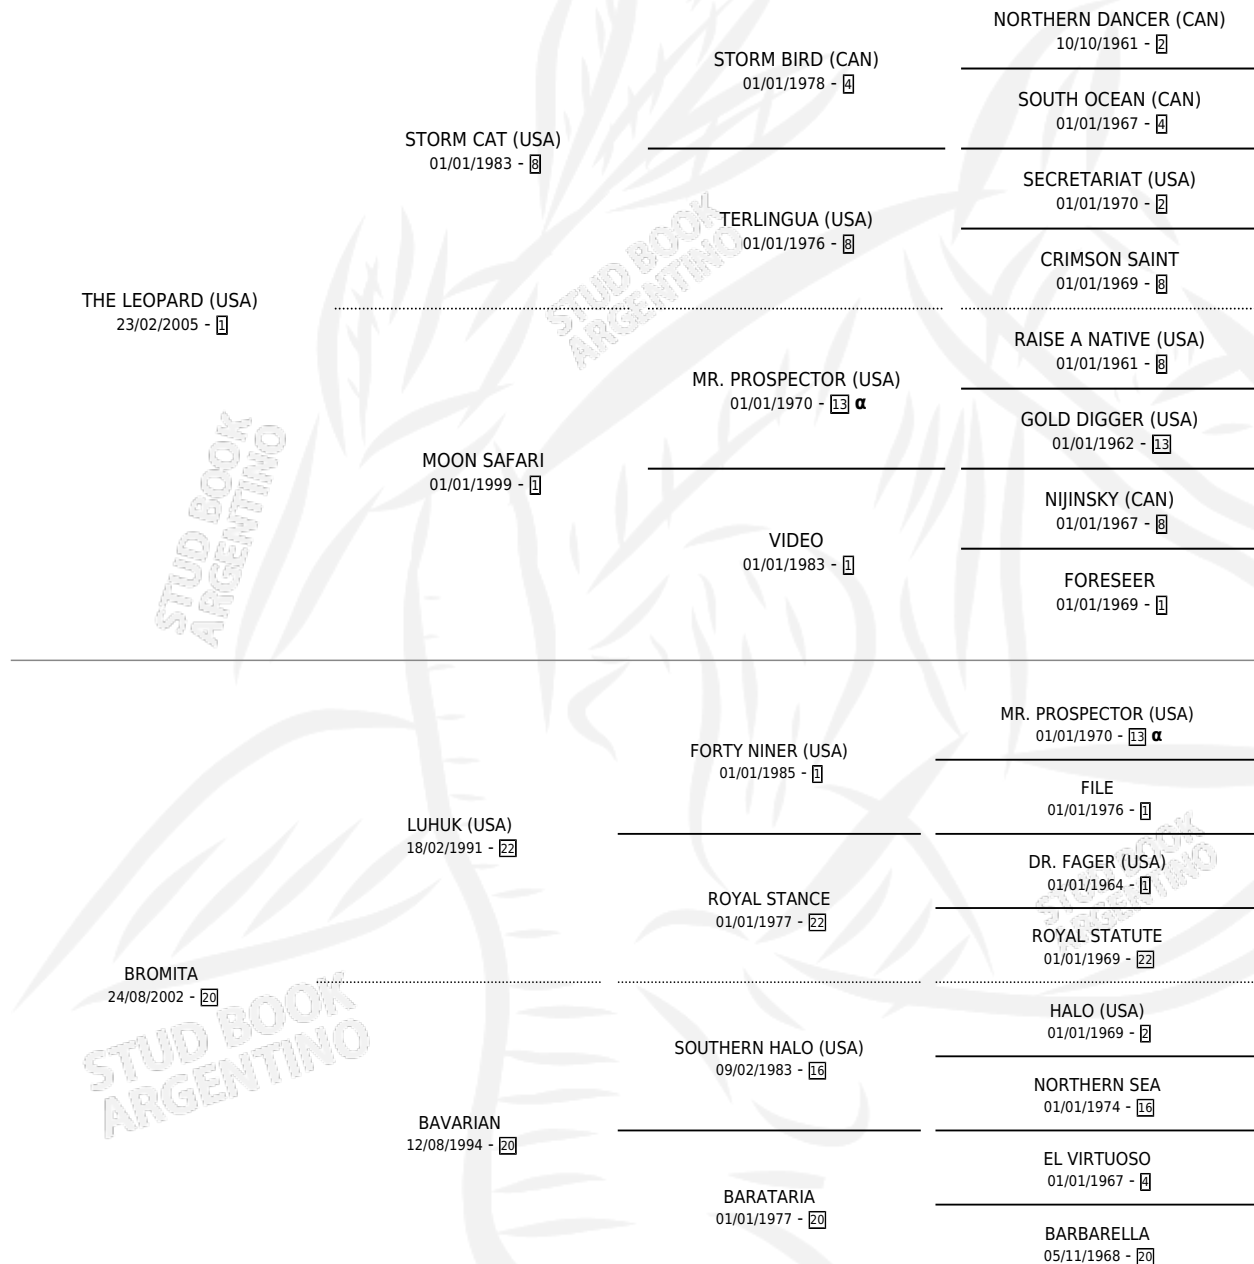 NORTHERN DANCER (CAN)
10/10/1961 - 2
STORM BIRD (CAN)
01/01/1978 - 4
SOUTH OCEAN (CAN)
01/01/1967 - 4
STORM CAT (USA)
01/01/1983 - 8
SECRETARIAT (USA)
01/01/1970 - 2
TERLINGUA (USA)
01/01/1976 - 8
CRIMSON SAINT
01/01/1969 - 8
THE LEOPARD (USA)
23/02/2005 - 1
RAISE A NATIVE (USA)
01/01/1961 - 8
MR. PROSPECTOR (USA)
01/01/1970 - 13 α
GOLD DIGGER (USA)
01/01/1962 - 13
MOON SAFARI
01/01/1999 - 1
NIJINSKY (CAN)
01/01/1967 - 8
VIDEO
01/01/1983 - 1
FORESEER
01/01/1969 - 1
MR. PROSPECTOR (USA)
01/01/1970 - 13 α
FORTY NINER (USA)
01/01/1985 - 1
FILE
01/01/1976 - 1
LUHUK (USA)
18/02/1991 - 22
DR. FAGER (USA)
01/01/1964 - 1
ROYAL STANCE
01/01/1977 - 22
ROYAL STATUTE
01/01/1969 - 22
BROMITA
24/08/2002 - 20
HALO (USA)
01/01/1969 - 2
SOUTHERN HALO (USA)
09/02/1983 - 16
NORTHERN SEA
01/01/1974 - 16
BAVARIAN
12/08/1994 - 20
EL VIRTUOSO
01/01/1967 - 4
BARATARIA
01/01/1977 - 20
BARBARELLA
05/11/1968 - 20
STUD BOOK
ARGENTINO
STUD BOOK
ARGENTINO
STUD BOOK
ARGENTINO
STUD BOOK
ARGENTINO